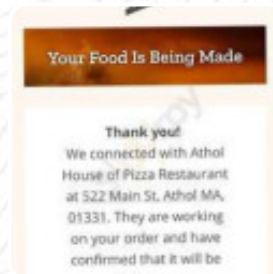 Your Food Is Being Made
Thank you!
We connected with Athol
House of Pizza Restaurant
at 522 Main St, Athol MA,
01331. They are working
on your order and have
confirmed that it will be